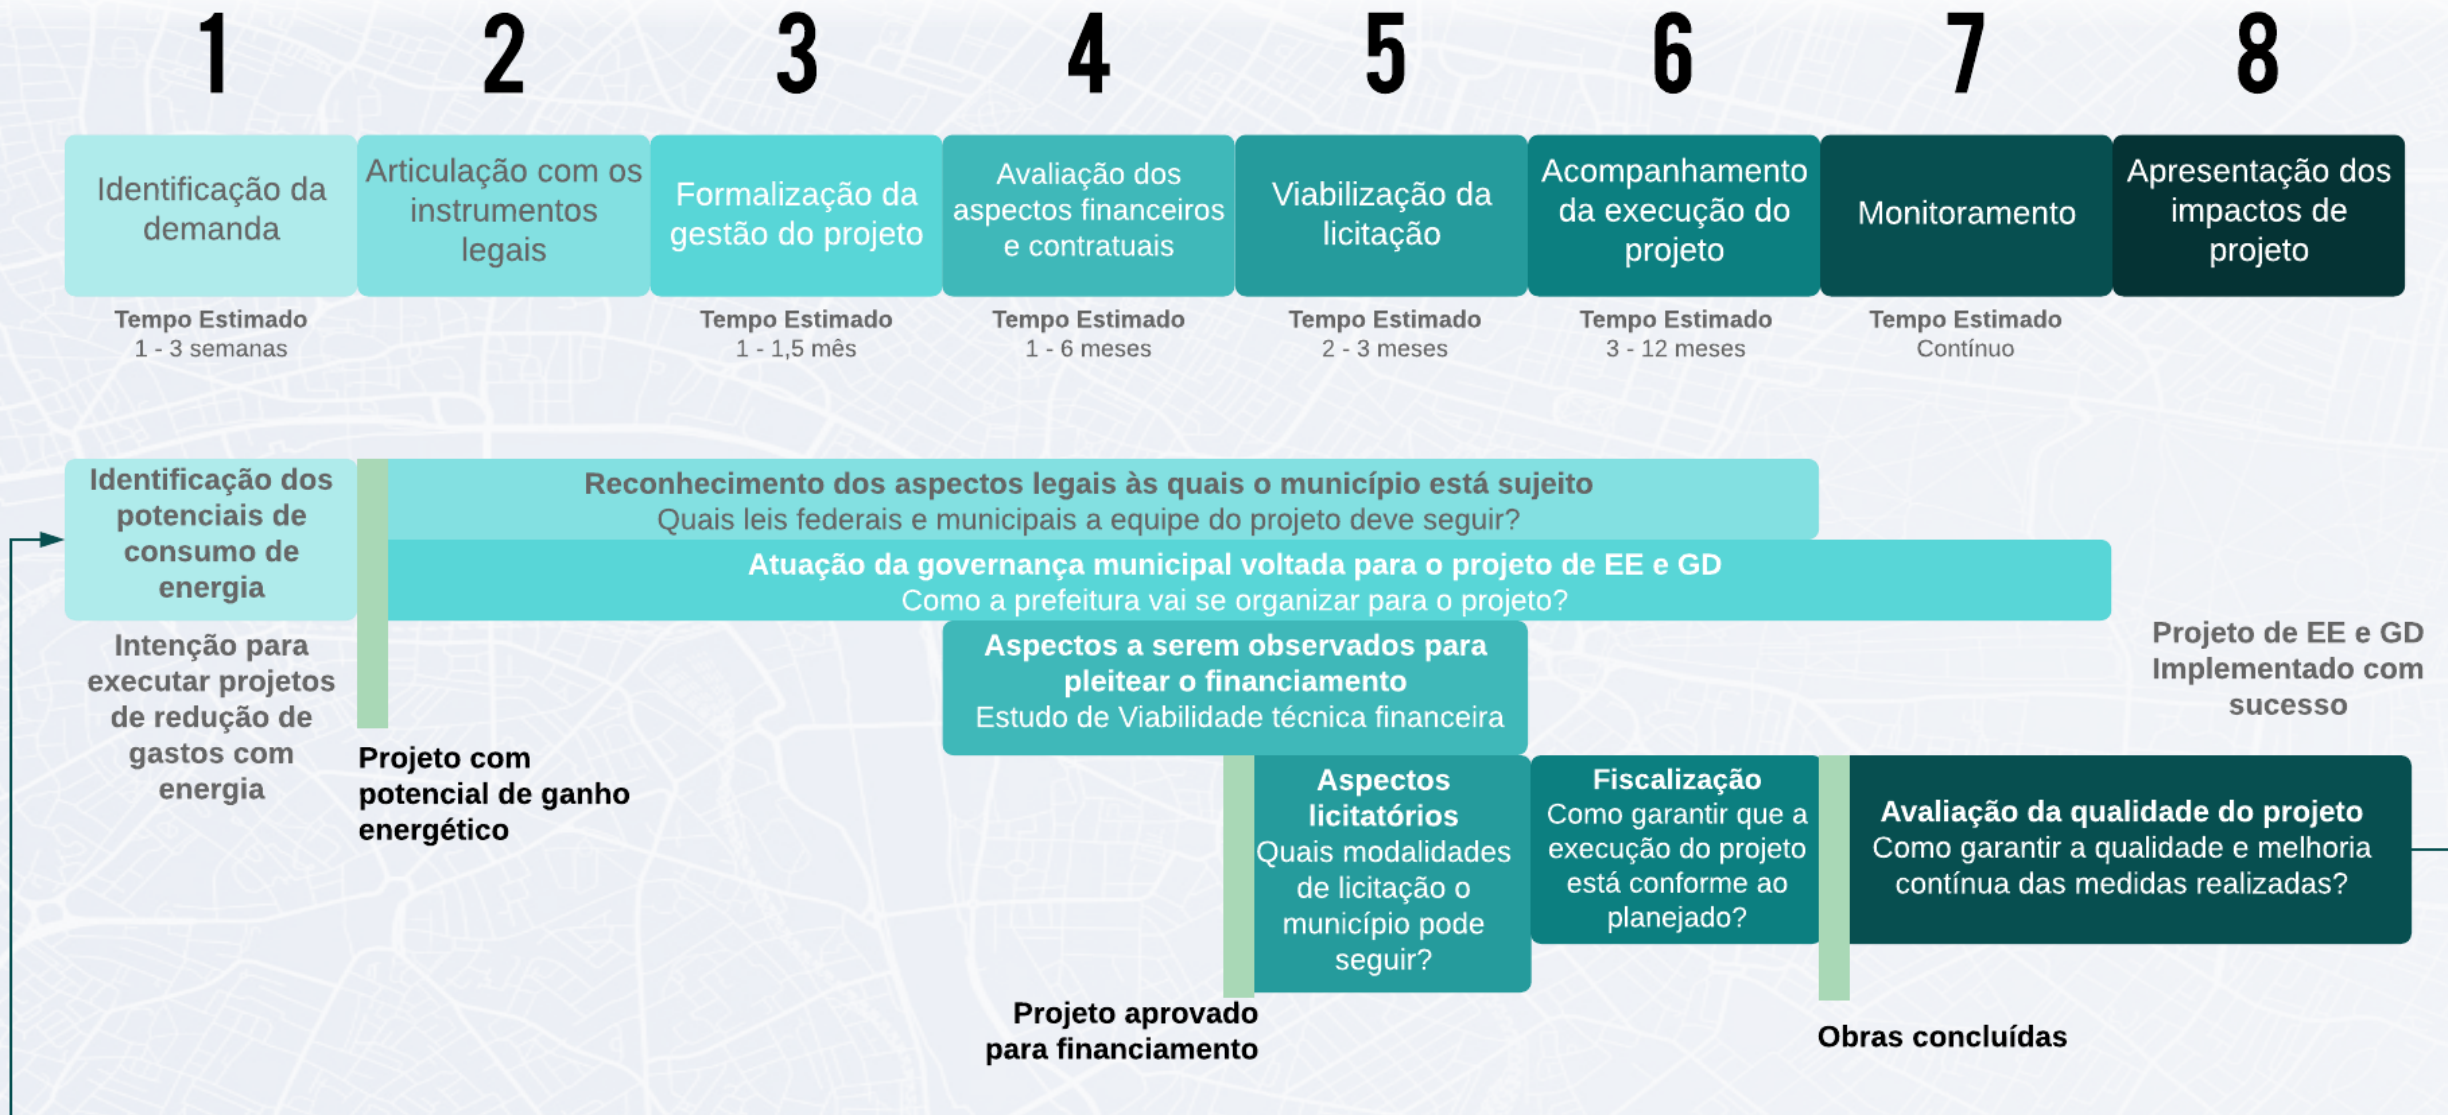 1
2
3
4
5
6
7
8
Identificação da
demanda
Articulação com os
instrumentos
legais
Formalização da
gestão do projeto
Avaliação dos
aspectos financeiros
e contratuais
Viabilização da
licitação
Acompanhamento
da execução do
projeto
Monitoramento
Apresentação dos
impactos de
projeto
Tempo Estimado
1 - 3 semanas
Tempo Estimado
1 - 1,5 mês
Tempo Estimado
1 - 6 meses
Tempo Estimado
2 - 3 meses
Tempo Estimado
3 - 12 meses
Tempo Estimado
Contínuo
Identificação dos
potenciais de
consumo de
energia
Intenção para
executar projetos
de redução de
gastos com
energia
Reconhecimento dos aspectos legais às quais o município está sujeito
Quais leis federais e municipais a equipe do projeto deve seguir?
Atuação da governança municipal voltada para o projeto de EE e GD
Como a prefeitura vai se organizar para o projeto?
Aspectos a serem observados para
pleitear o financiamento
Estudo de Viabilidade técnica financeira
Projeto de EE e GD
Implementado com
sucesso
Projeto com
potencial de ganho
energético
Aspectos
licitatórios
Quais modalidades
de licitação o
município pode
seguir?
Fiscalização
Como garantir que a
execução do projeto
está conforme ao
planejado?
Avaliação da qualidade do projeto
Como garantir a qualidade e melhoria
contínua das medidas realizadas?
Projeto aprovado
para financiamento
Obras concluídas